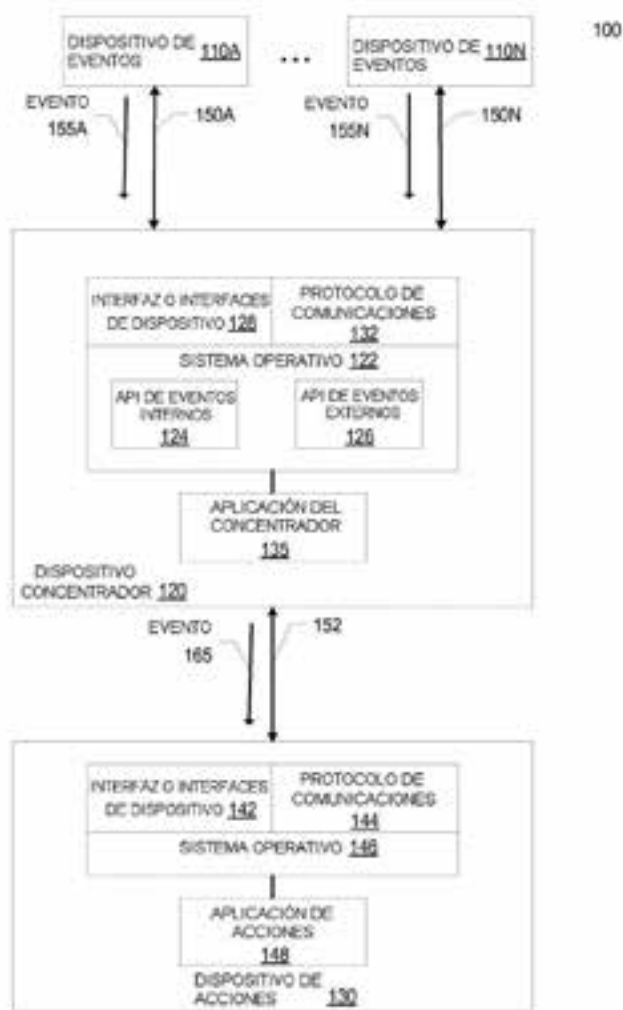 100
DISPOSITIVO DE
EVENTOS 110A
...
DISPOSITIVO DE
EVENTOS 110N
EVENTO
155A
150A
EVENTO
155N
150N
INTERFAZ O INTERFACES
DE DISPOSITIVO 128
PROTOCOLO DE
COMUNICACIONES
132
SISTEMA OPERATIVO 122
API DE EVENTOS
INTERNOS
124
API DE EVENTOS
EXTERNOS
126
APLICACIÓN DEL
CONCENTRADOR
135
DISPOSITIVO
CONCENTRADOR 120
EVENTO
165
152
INTERFAZ O INTERFACES
DE DISPOSITIVO 142
PROTOCOLO DE
COMUNICACIONES
144
SISTEMA OPERATIVO 146
APLICACIÓN DE
ACCIONES
148
DISPOSITIVO DE
ACCIONES 130